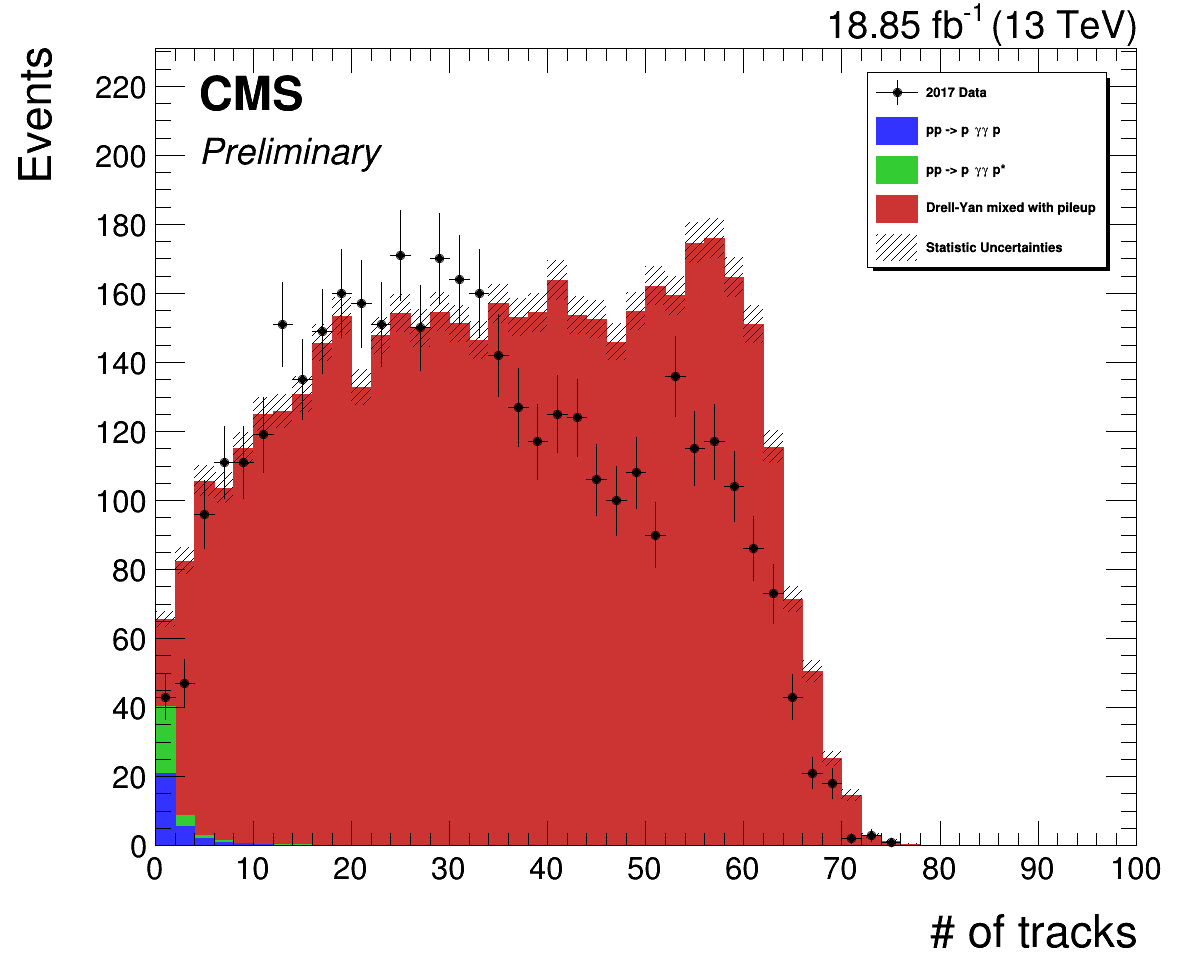 18.85 fb⁻¹ (13 TeV)
Events
CMS
Preliminary
2017 Data
pp -> p γγ p
pp -> p γγ p*
Drell-Yan mixed with pileup
Statistic Uncertainties
220
200
180
160
140
120
100
80
60
40
20
0
0 10 20 30 40 50 60 70 80 90 100
# of tracks